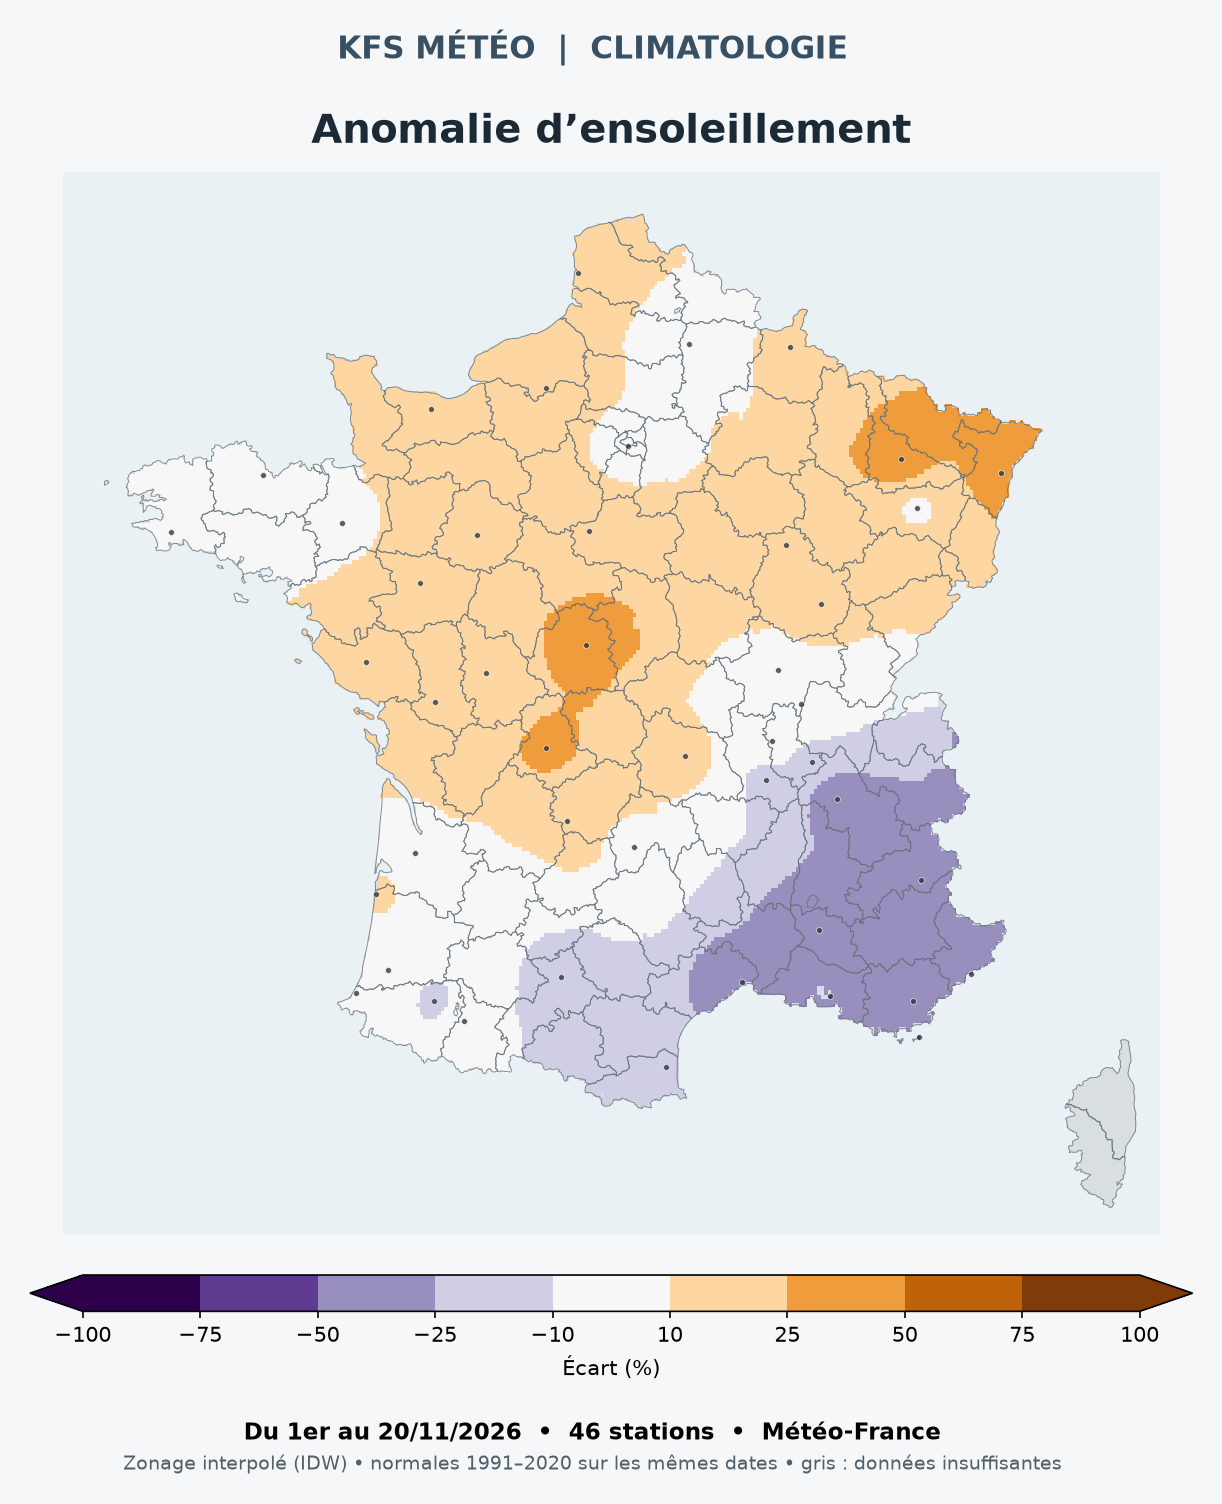 KFS MÉTÉO | CLIMATOLOGIE
Anomalie d’ensoleillement
−100 −75 −50 −25 −10 10 25 50 75 100
Écart (%)
Du 1er au 20/11/2026 • 46 stations • Météo-France
Zonage interpolé (IDW) • normales 1991–2020 sur les mêmes dates • gris : données insuffisantes